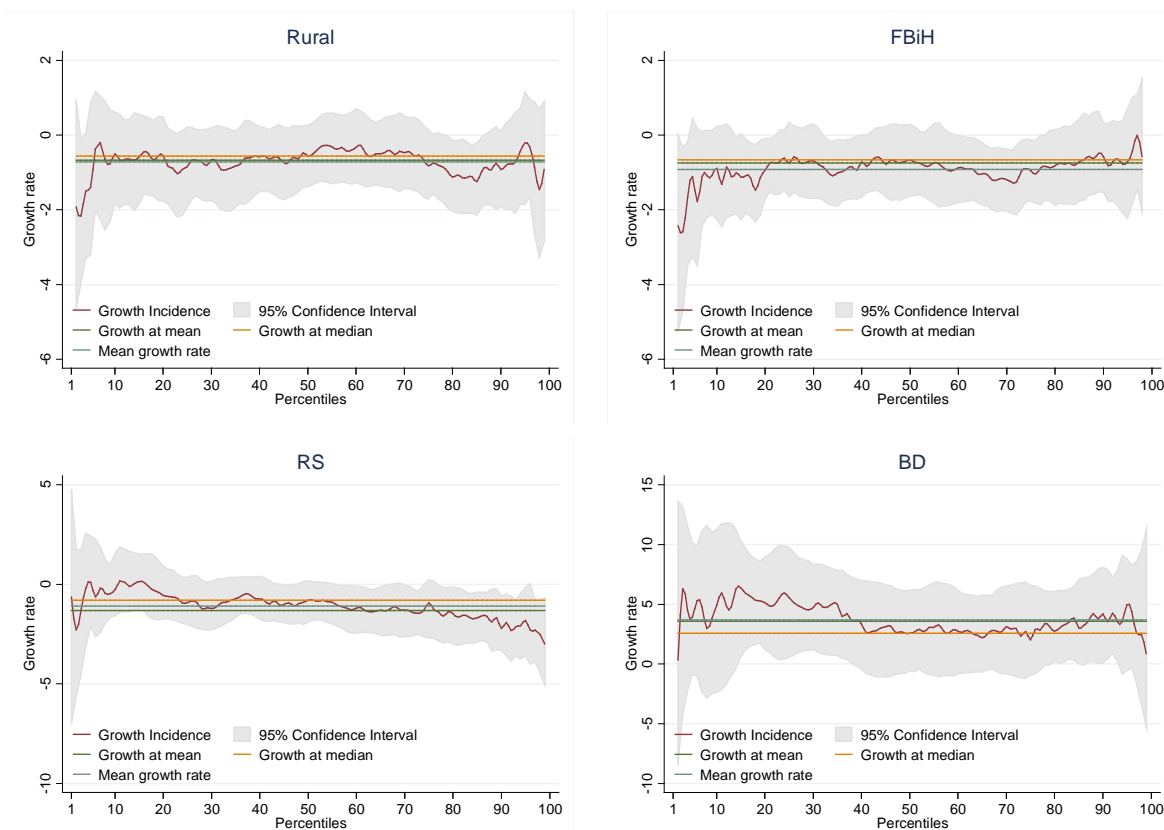 Rural
2
0
-2
-4
-6
Growth rate
Growth Incidence
95% Confidence Interval
Growth at mean
Growth at median
Mean growth rate
1 10 20 30 40 50 60 70 80 90 100
Percentiles
FBiH
2
0
-2
-4
-6
Growth rate
Growth Incidence
95% Confidence Interval
Growth at mean
Growth at median
Mean growth rate
1 10 20 30 40 50 60 70 80 90 100
Percentiles
RS
5
0
-5
-10
Growth rate
Growth Incidence
95% Confidence Interval
Growth at mean
Growth at median
Mean growth rate
1 10 20 30 40 50 60 70 80 90 100
Percentiles
BD
15
10
5
0
-5
-10
Growth rate
Growth Incidence
95% Confidence Interval
Growth at mean
Growth at median
Mean growth rate
1 10 20 30 40 50 60 70 80 90 100
Percentiles